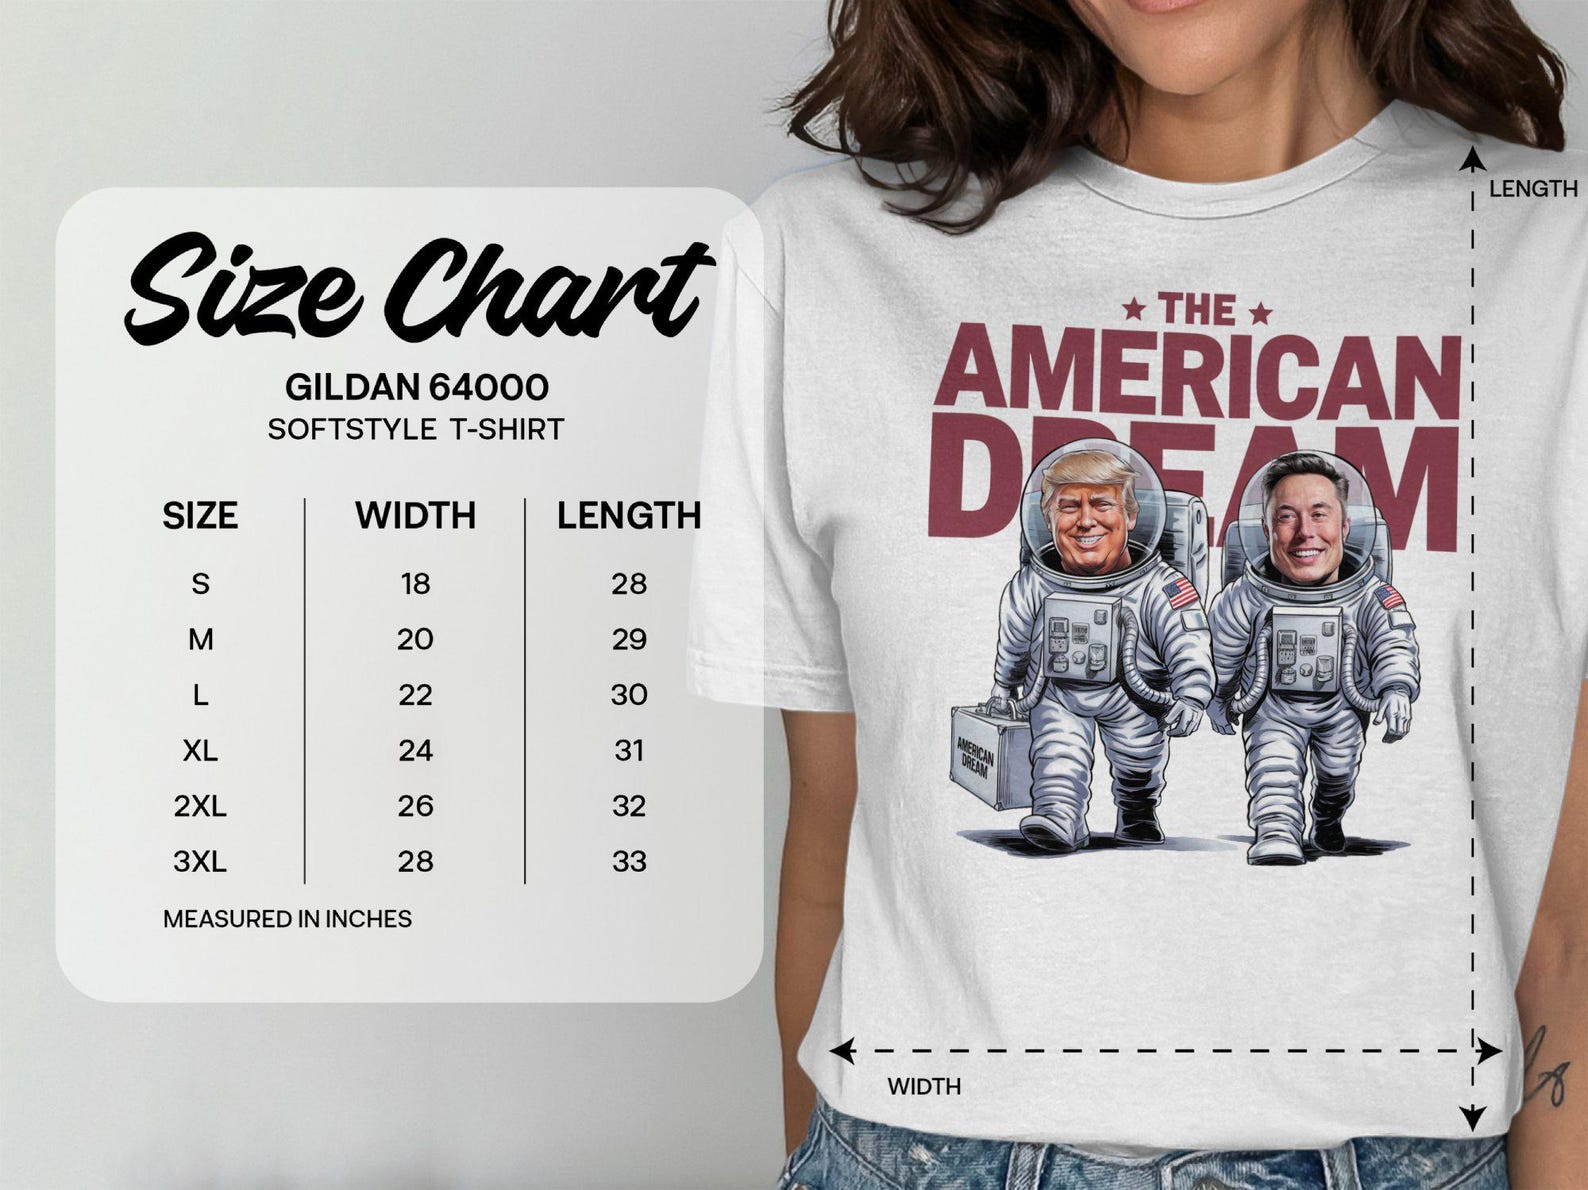 Size Chart
GILDAN 64000
SOFTSTYLE T-SHIRT
SIZE WIDTH LENGTH
S 18 28
M 20 29
L 22 30
XL 24 31
2XL 26 32
3XL 28 33
MEASURED IN INCHES
LENGTH
★ THE ★
AMERICAN
DREAM
AMERICAN
DREAM
WIDTH